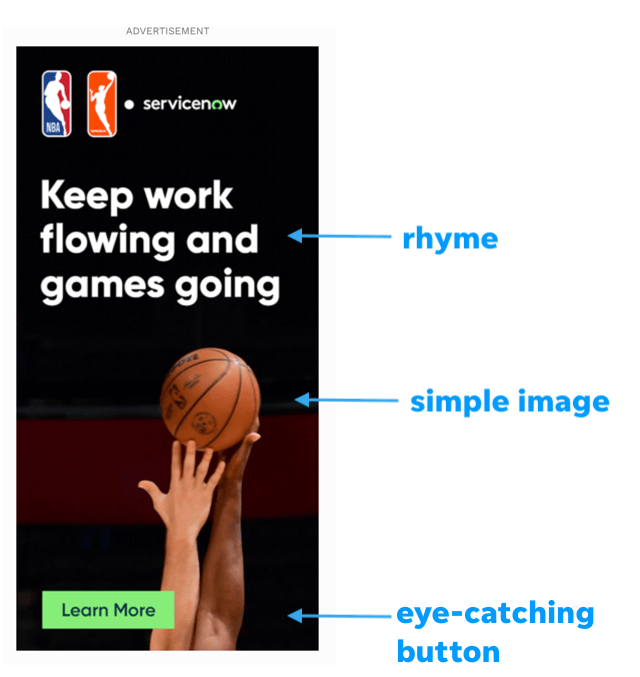 ADVERTISEMENT
NBA
servicenow
Keep work
flowing and
games going
rhyme
simple image
Learn More
eye-catching
button